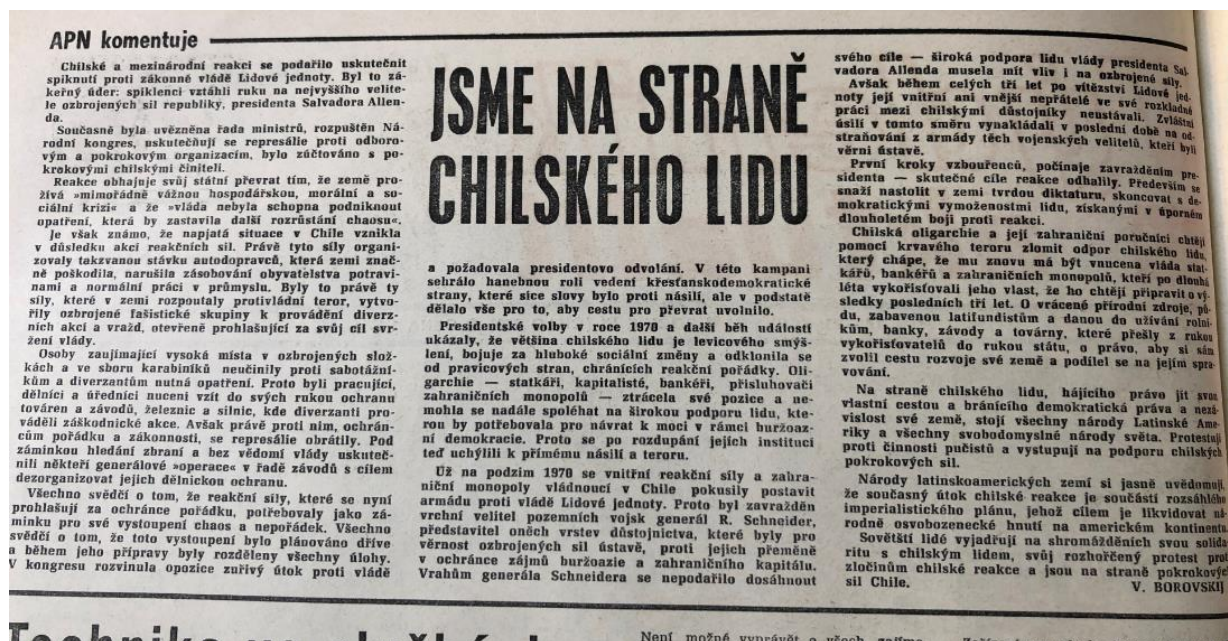 APN komentuje
Chilské a mezinárodní reakci se podařilo uskutečnit
spiknutí proti zákonné vládě Lidové jednoty. Byl to zá-
keřný úder: spiklenci vztáhli ruku na nejvyššího velite-
le ozbrojených sil republiky, presidenta Salvadora Allen-
da.
Současně byla uvězněna řada ministrů, rozpuštěn Ná-
rodní kongres, uskutečňují se represálie proti odboro-
vým a pokrokovým organizacím, bylo zúčtováno s po-
krokovými chilskými činiteli.
Reakce obhajuje svůj státní převrat tím, že země pro-
žívá »mimořádně vážnou hospodářskou, morální a so-
ciální krizi« a že »vláda nebyla schopna podniknout
opatření, která by zastavila další rozrůstání chaosu«.
Je však známo, že napjatá situace v Chile vznikla
v důsledku akcí reakčních sil. Právě tyto síly organi-
zovaly takzvanou stávku autodopravců, která zemi znač-
ně poškodila, narušila zásobování obyvatelstva potravi-
nami a normální práci v průmyslu. Byly to právě ty
síly, které v zemi rozpoutaly protivládní teror, vytvo-
řily ozbrojené fašistické skupiny k provádění diverz-
ních akcí a vražd, otevřeně prohlašující za svůj cíl svr-
žení vlády.
Osoby zaujímající vysoká místa v ozbrojených slož-
kách a ve sboru karabiníků neučinily proti sabotážní-
kům a diverzantům nutná opatření. Proto byli pracující,
dělníci a úředníci nuceni vzít do svých rukou ochranu
továren a závodů, železnic a silnic, kde diverzanti pro-
váděli záškodnické akce. Avšak právě proti nim, ochrán-
cům pořádku a zákonnosti, se represálie obrátily. Pod
záminkou hledání zbraní a bez vědomí vlády uskuteč-
nili někteří generálové »operace« v řadě závodů s cílem
dezorganizovat jejich dělnickou ochranu.
Všechno svědčí o tom, že reakční síly, které se nyní
prohlašují za ochránce pořádku, potřebovaly jako zá-
minku pro své vystoupení chaos a nepořádek. Všechno
svědčí o tom, že toto vystoupení bylo plánováno dříve
a během jeho přípravy byly rozděleny všechny úlohy.
V kongresu rozvinula opozice zuřivý útok proti vládě
JSME NA STRANĚ
CHILSKÉHO LIDU
a požadovala presidentovo odvolání. V této kampani
sehrálo hanebnou roli vedení křesťanskodemokratické
strany, které sice slovy bylo proti násilí, ale v podstatě
dělalo vše pro to, aby cestu pro převrat uvolnilo.
Presidentské volby v roce 1970 a další běh událostí
ukázaly, že většina chilského lidu je levicového smýš-
lení, bojuje za hluboké sociální změny a odklonila se
od pravicových stran, chránících reakční pořádky. Oli-
garchie — statkáři, kapitalisté, bankéři, přisluhovači
zahraničních monopolů — ztrácela své pozice a ne-
mohla se nadále spoléhat na širokou podporu lidu, kte-
rou by potřebovala pro návrat k moci v rámci buržoaz-
ní demokracie. Proto se po rozdupání jejích institucí
teď uchýlili k přímému násilí a teroru.
Už na podzim 1970 se vnitřní reakční síly a zahra-
niční monopoly vládnoucí v Chile pokusily postavit
armádu proti vládě Lidové jednoty. Proto byl zavražděn
vrchní velitel pozemních vojsk generál R. Schneider,
představitel oněch vrstev důstojnictva, které byly pro
věrnost ozbrojených sil ústavě, proti jejich přeměně
v ochránce zájmů buržoazie a zahraničního kapitálu.
Vrahům generála Schneidera se nepodařilo dosáhnout
svého cíle — široká podpora lidu vlády presidenta Sal-
vadora Allenda musela mít vliv i na ozbrojené síly.
Avšak během celých tří let po vítězství Lidové jed-
noty její vnitřní ani vnější nepřátelé ve své rozkladné
práci mezi chilskými důstojníky neustávali. Zvláštní
úsilí v tomto směru vynakládali v poslední době na od-
straňování z armády těch vojenských velitelů, kteří byli
věrni ústavě.
První kroky vzbouřenců, počínaje zavražděním pre-
sidenta — skutečné cíle reakce odhalily. Především se
snaží nastolit v zemi tvrdou diktaturu, skoncovat s de-
mokratickými vymoženostmi lidu, získanými v úporném
dlouholetém boji proti reakci.
Chilská oligarchie a její zahraniční poručníci chtějí
pomocí krvavého teroru zlomit odpor chilského lidu,
který chápe, že mu znovu má být vnucena vláda stat-
kářů, bankéřů a zahraničních monopolů, kteří po dlouhá
léta vykořisťovali jeho vlast, že ho chtějí připravit o vý-
sledky posledních tří let. O vrácené přírodní zdroje, pů-
du, zabavenou latifundistům a danou do užívání rolní-
kům, banky, závody a továrny, které přešly z rukou
vykořisťovatelů do rukou státu, o právo, aby si sám
zvolil cestu rozvoje své země a podílel se na jejím spra-
vování.
Na straně chilského lidu, hájícího právo jít svou
vlastní cestou a bránícího demokratická práva a nezá-
vislost své země, stojí všechny národy Latinské Ame-
riky a všechny svobodomyslné národy světa. Protestují
proti činnosti pučistů a vystupují na podporu chilských
pokrokových sil.
Národy latinskoamerických zemí si jasně uvědomují,
že současný útok chilské reakce je součástí rozsáhlého
imperialistického plánu, jehož cílem je likvidovat ná-
rodně osvobozenecké hnutí na americkém kontinentu.
Sovětští lidé vyjadřují na shromážděních svou solida-
ritu s chilským lidem, svůj rozhořčený protest proti
zločinům chilské reakce a jsou na straně pokrokových
sil Chile.
V. BOROVSKIJ
Není možné vyprávět o všech